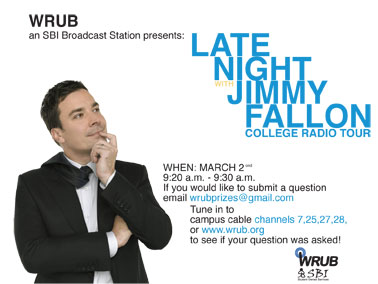 WRUB
an SBI Broadcast Station presents:
LATE
NIGHT
WITH
JIMMY
FALLON
COLLEGE RADIO TOUR
WHEN: MARCH 2nd
9:20 a.m. - 9:30 a.m.
If you would like to submit a question
email wrubprizes@gmail.com
Tune in to
campus cable channels 7,25,27,28,
or www.wrub.org
to see if your question was asked!
WRUB
SBI